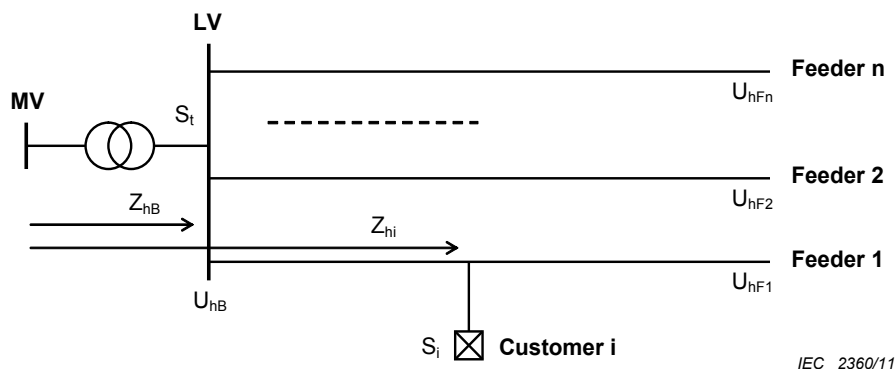 LV
Feeder n
U_hFn
MV
S_t
Feeder 2
U_hF2
Z_hB
Z_hi
Feeder 1
U_hF1
U_hB
S_i Customer i
IEC 2360/11